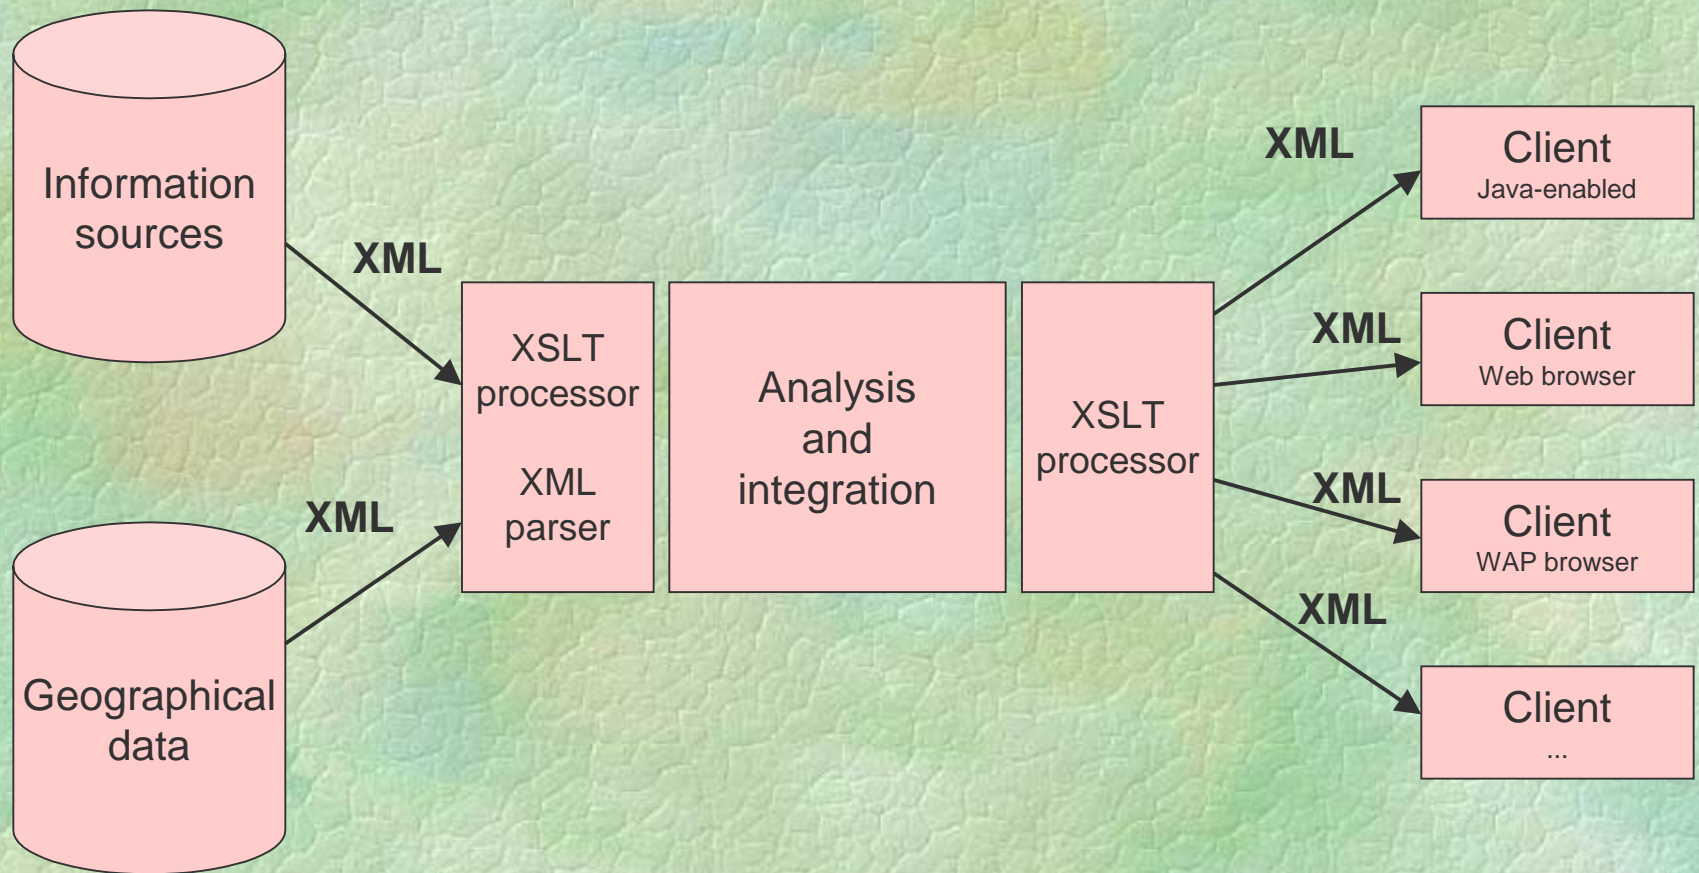 Information
sources
XML
Geographical
data
XML
XSLT
processor
XML
parser
Analysis
and
integration
XSLT
processor
XML
Client
Java-enabled
XML
Client
Web browser
XML
Client
WAP browser
XML
Client
...